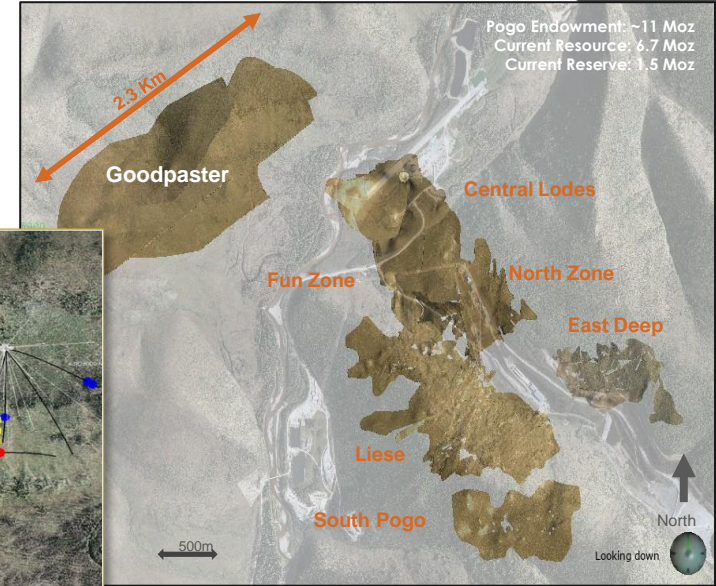 Pogo Endowment: ~11 Moz
Current Resource: 6.7 Moz
Current Reserve: 1.5 Moz
2.3 Km
Goodpaster
Central Lodes
Fun Zone
North Zone
East Deep
Liese
South Pogo
500m
North
Looking down